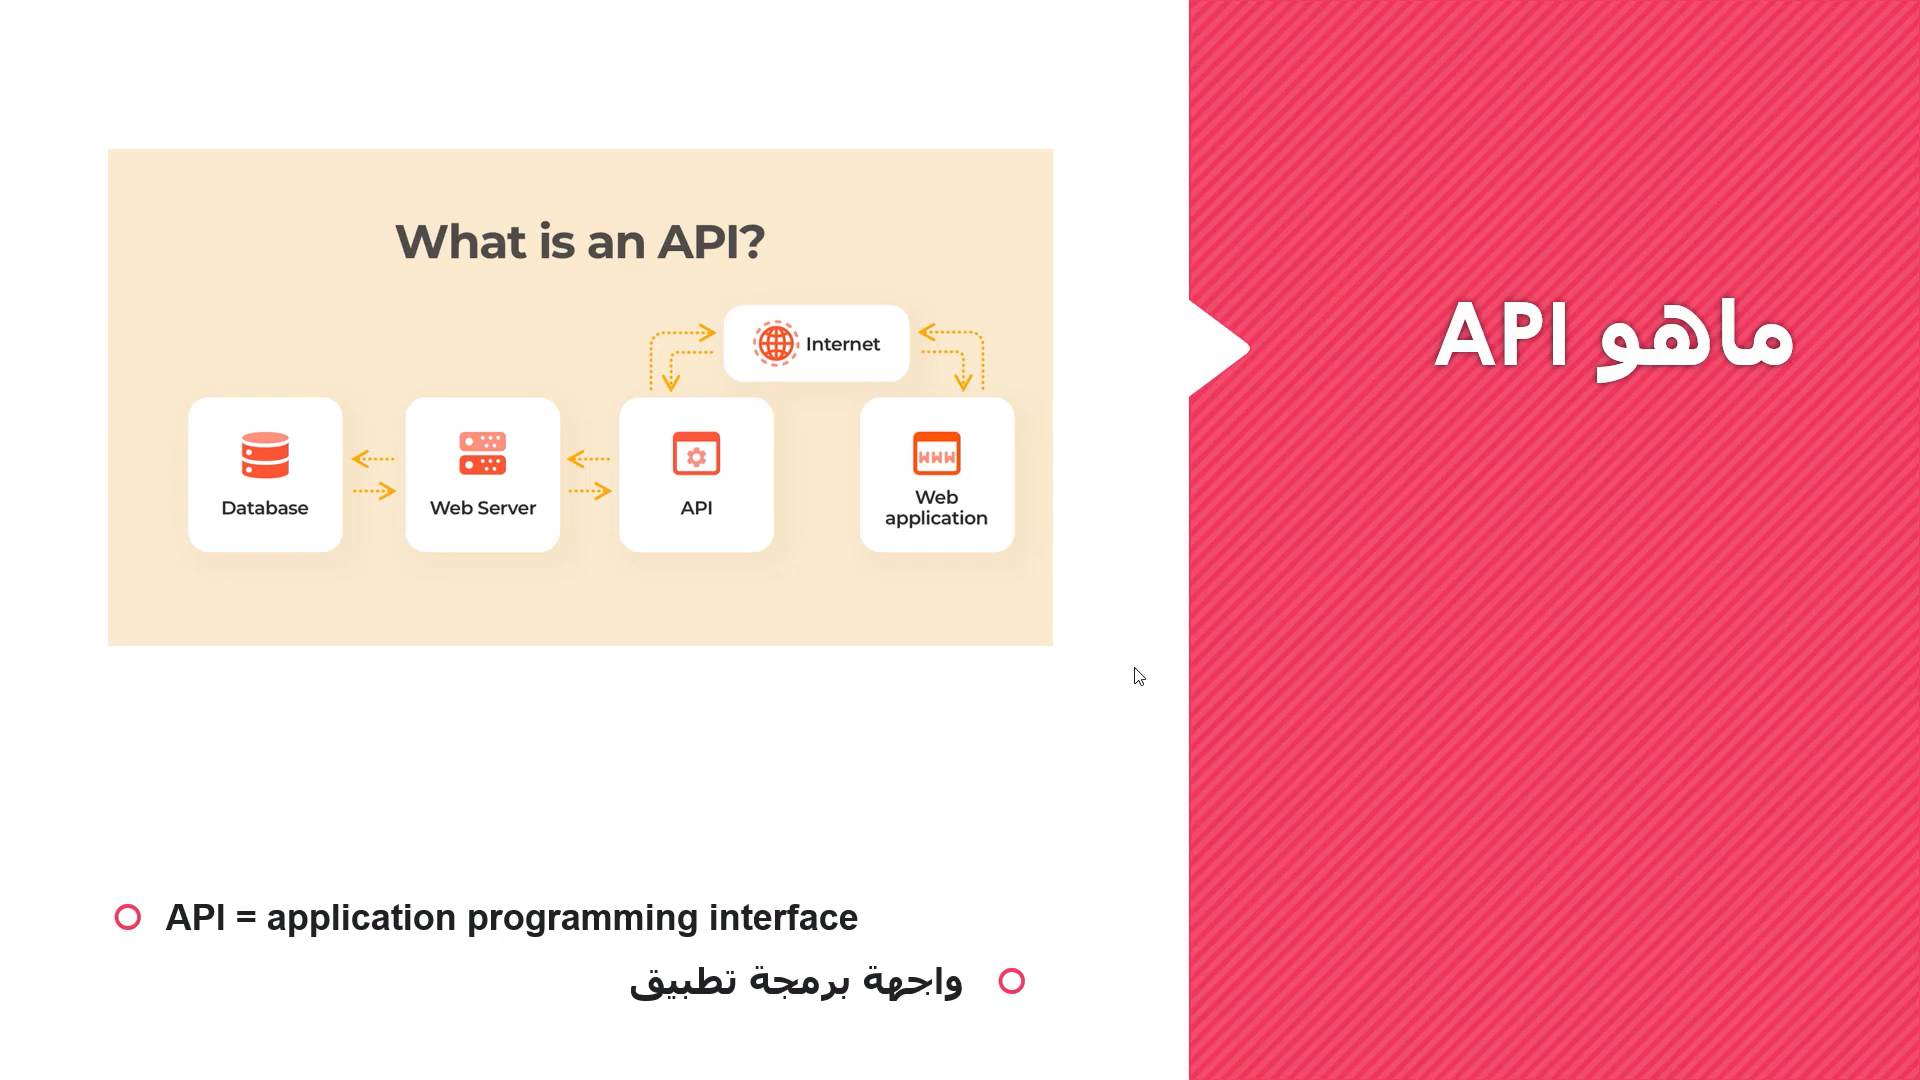 ماهو API
What is an API?
Internet
Database
Web Server
API
WWW
Web
application
API = application programming interface
واجهة برمجة تطبيق